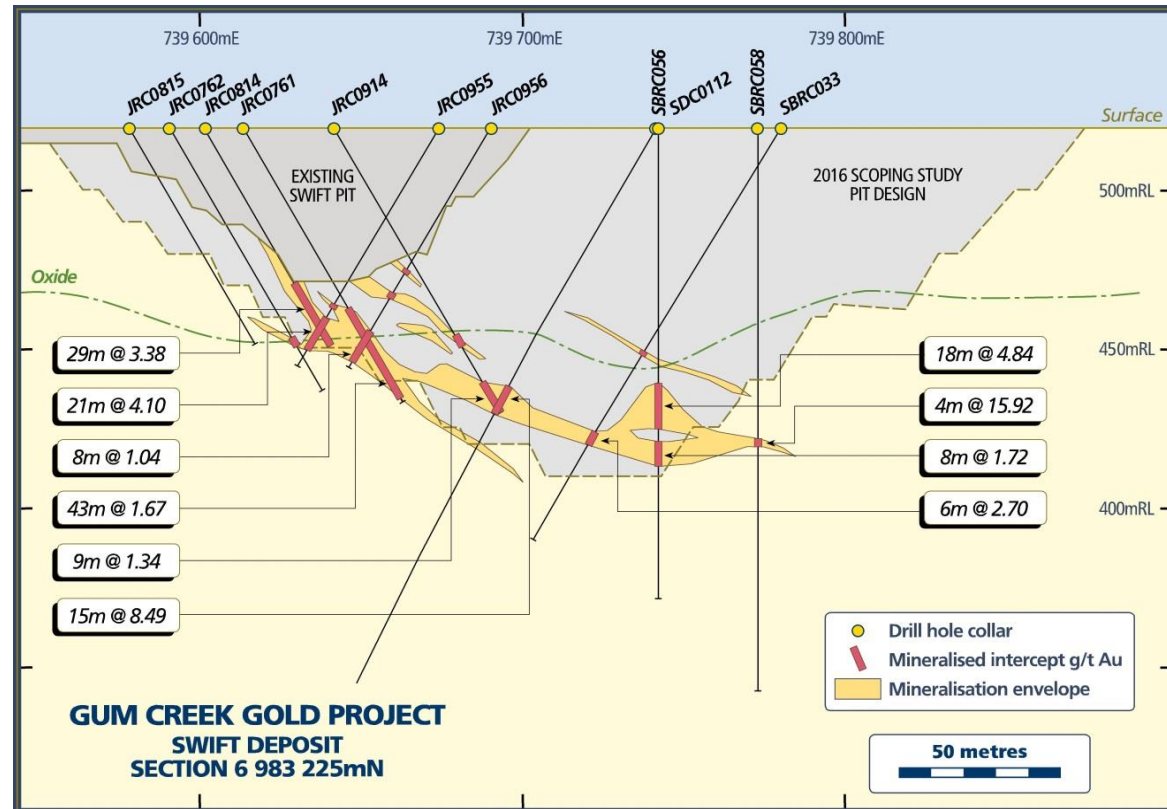 739 600mE
739 700mE
739 800mE
JRC0815
JRC0762
JRC0814
JRC0761
JRC0914
JRC0955
JRC0956
SBRC056
SDC0112
SBRC058
SBRC033
Surface
EXISTING
SWIFT PIT
2016 SCOPING STUDY
PIT DESIGN
500mRL
Oxide
450mRL
400mRL
29m @ 3.38
21m @ 4.10
8m @ 1.04
43m @ 1.67
9m @ 1.34
15m @ 8.49
18m @ 4.84
4m @ 15.92
8m @ 1.72
6m @ 2.70
Drill hole collar
Mineralised intercept g/t Au
Mineralisation envelope
GUM CREEK GOLD PROJECT
SWIFT DEPOSIT
SECTION 6 983 225mN
50 metres